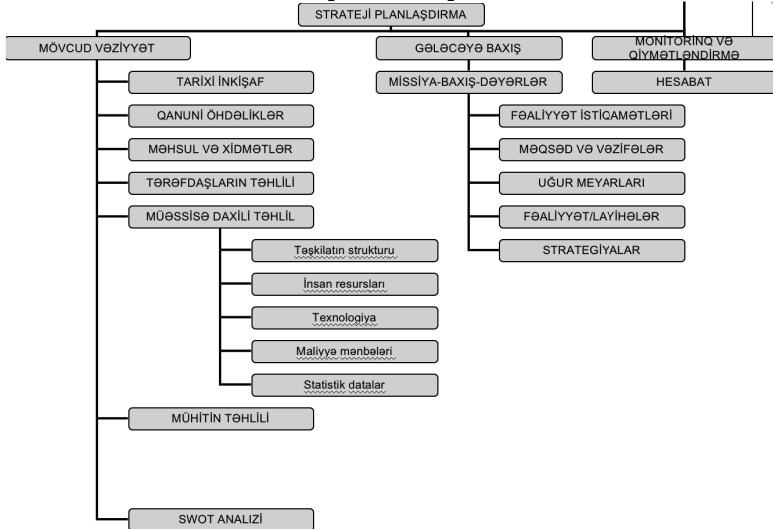 STRATEJİ PLANLAŞDIRMA
MÖVCUD VƏZİYYƏT
GƏLƏCƏYƏ BAXIŞ
MONİTORİNQ VƏ
QİYMƏTLƏNDİRMƏ
TARİXİ İNKİŞAF
MİSSİYA-BAXIŞ-DƏYƏRLƏR
HESABAT
QANUNİ ÖHDƏLİKLƏR
FƏALİYYƏT İSTİQAMƏTLƏRİ
MƏHSUL VƏ XİDMƏTLƏR
MƏQSƏD VƏ VƏZİFƏLƏR
TƏRƏFDAŞLARIN TƏHLİLİ
UĞUR MEYARLARI
MÜƏSSİSƏ DAXİLİ TƏHLİL
FƏALİYYƏT/LAYİHƏLƏR
STRATEGİYALAR
Təşkilatın strukturu
İnsan resursları
Texnologiya
Maliyyə mənbələri
Statistik datalar
MÜHİTİN TƏHLİLİ
SWOT ANALIZİ